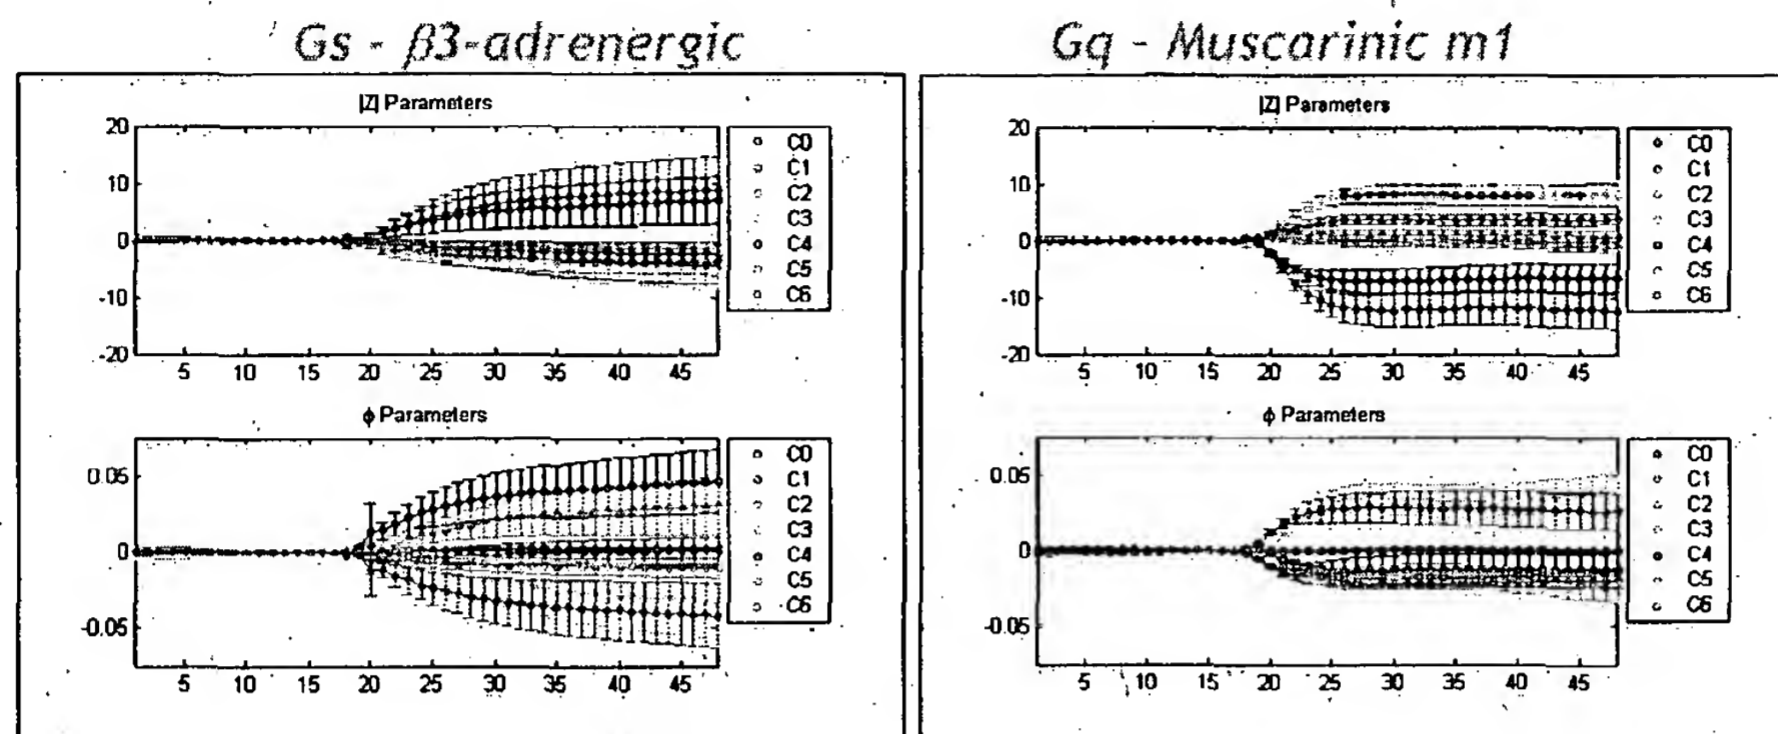 Gs - β3-adrenergic
|Z| Parameters
20
10
0
-10
-20
5 10 15 20 25 30 35 40 45
C0
C1
C2
C3
C4
C5
C6
ϕ Parameters
0.05
0
-0.05
5 10 15 20 25 30 35 40 45
C0
C1
C2
C3
C4
C5
C6
Gq - Muscarinic m1
|Z| Parameters
20
10
0
-10
-20
5 10 15 20 25 30 35 40 45
C0
C1
C2
C3
C4
C5
C6
ϕ Parameters
0.05
0
-0.05
5 10 15 20 25 30 35 40 45
C0
C1
C2
C3
C4
C5
C6